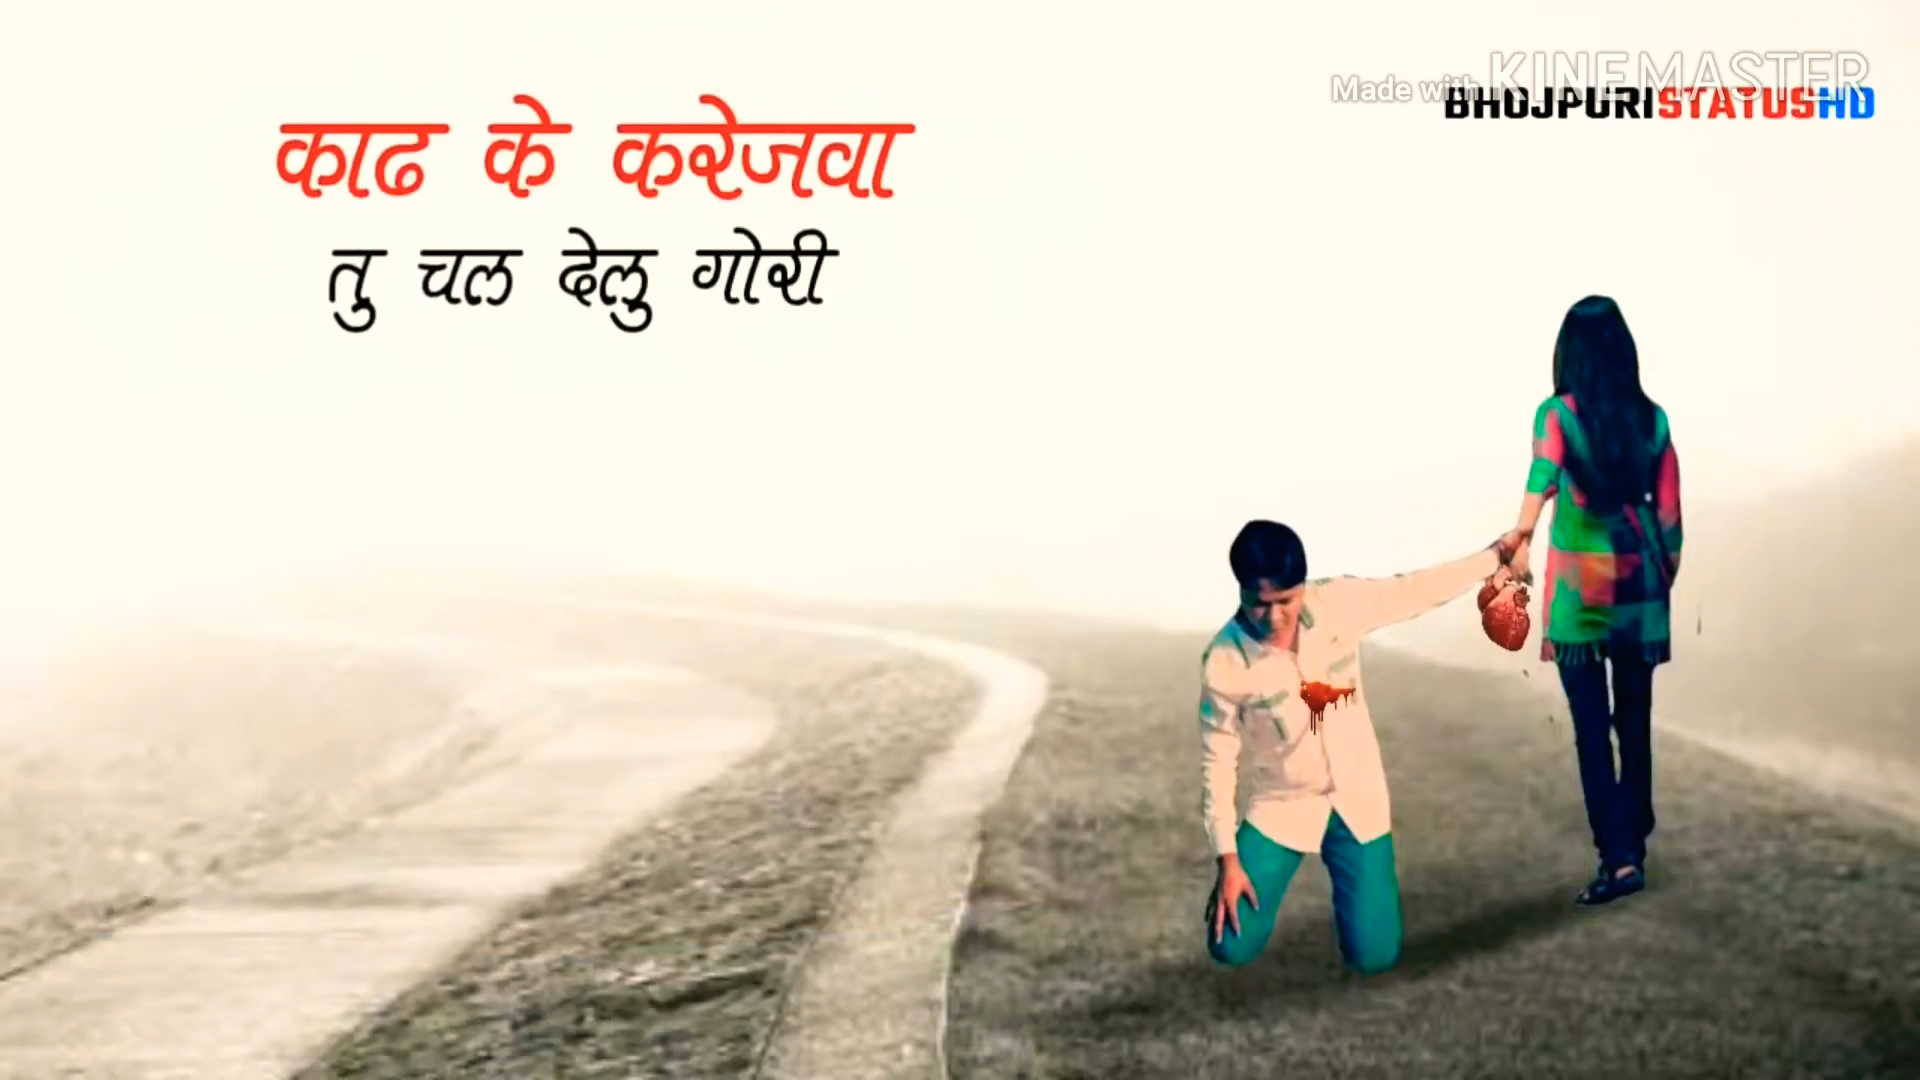 काढ के करेजवा
तु चल देलु गोरी
Made with KINEMASTER
BHOJPURISTATUSHD